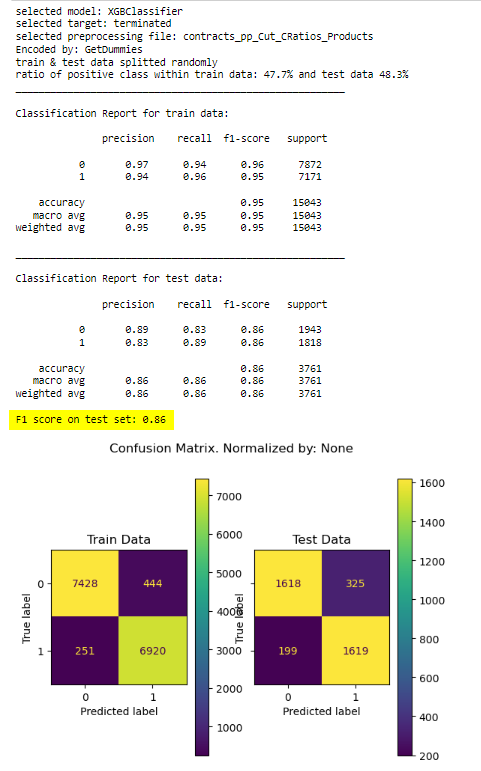 selected model: XGBClassifier
selected target: terminated
selected preprocessing file: contracts_pp_Cut_CRatios_Products
Encoded by: GetDummies
train & test data splitted randomly
ratio of positive class within train data: 47.7% and test data 48.3%
Classification Report for train data:
precision recall f1-score support
0 0.97 0.94 0.96 7872
1 0.94 0.96 0.95 7171
accuracy 0.95 15043
macro avg 0.95 0.95 0.95 15043
weighted avg 0.95 0.95 0.95 15043
Classification Report for test data:
precision recall f1-score support
0 0.89 0.83 0.86 1943
1 0.83 0.89 0.86 1818
accuracy 0.86 3761
macro avg 0.86 0.86 0.86 3761
weighted avg 0.86 0.86 0.86 3761
F1 score on test set: 0.86
Confusion Matrix. Normalized by: None
Train Data
True label
0
1
7428 444
251 6920
0 1
Predicted label
7000
6000
5000
4000
3000
2000
1000
Test Data
True label
1618 325
199 1619
0 1
Predicted label
1600
1400
1200
1000
800
600
400
200